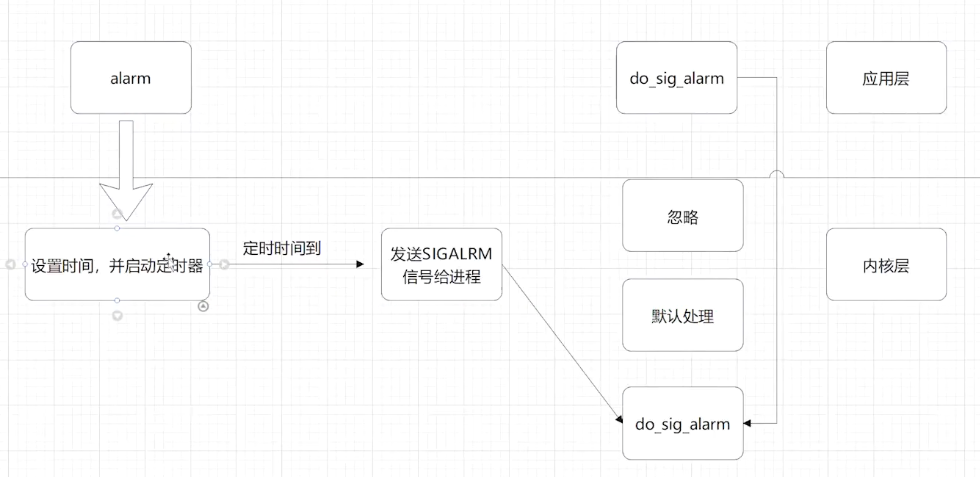 alarm
do_sig_alarm
应用层
忽略
设置时间，并启动定时器
定时时间到
发送SIGALRM
信号给进程
内核层
默认处理
do_sig_alarm